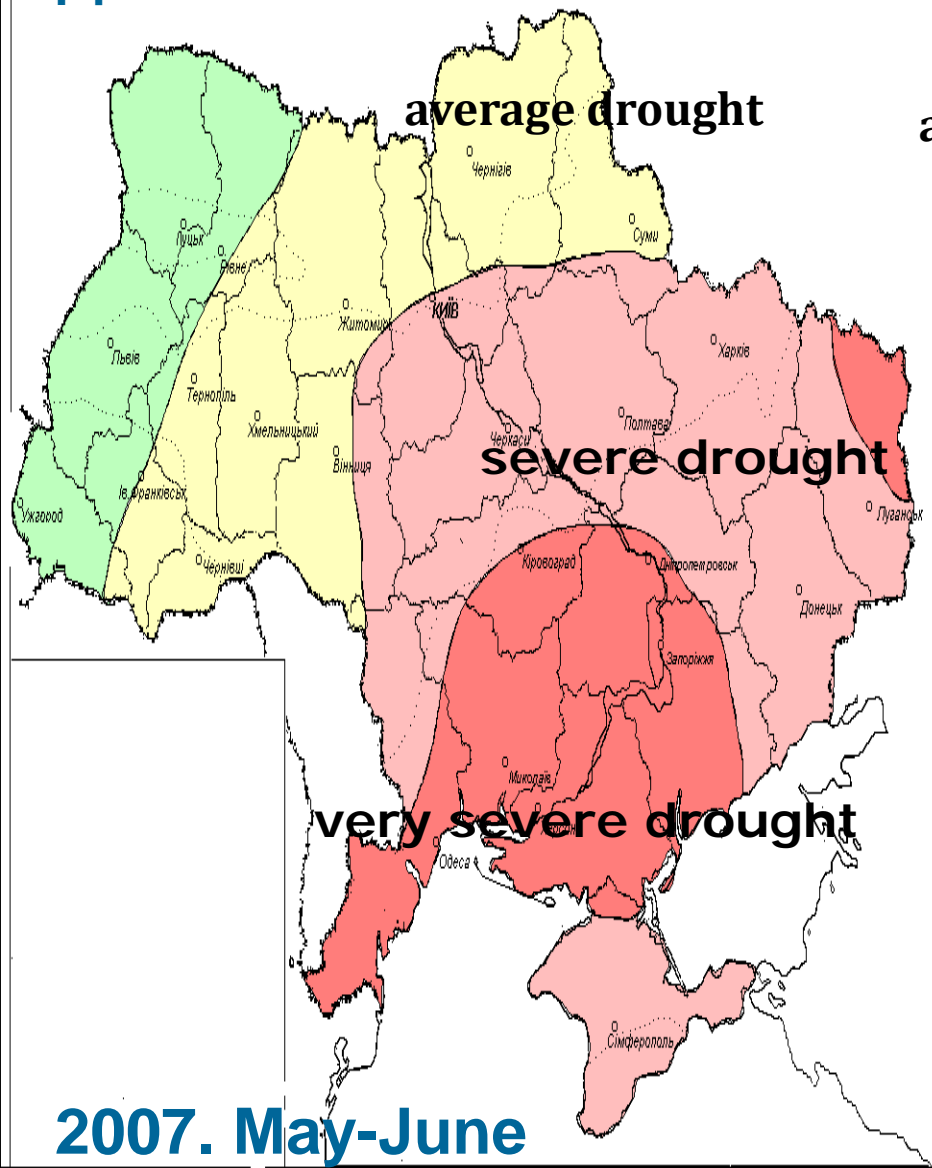 average drought
Чернігів
Суми
Луцьк
Рівне
Житомир
КИЇВ
Харків
Львів
Тернопіль
Хмельницький
Полтава
Черкаси
Вінниця
severe drought
Ів.Франківськ
Ужгород
Луганськ
Чернівці
Кіровоград
Дніпропетровськ
Донецьк
Запоріжжя
Миколаїв
very severe drought
Одеса
Сімферополь
2007. May-June